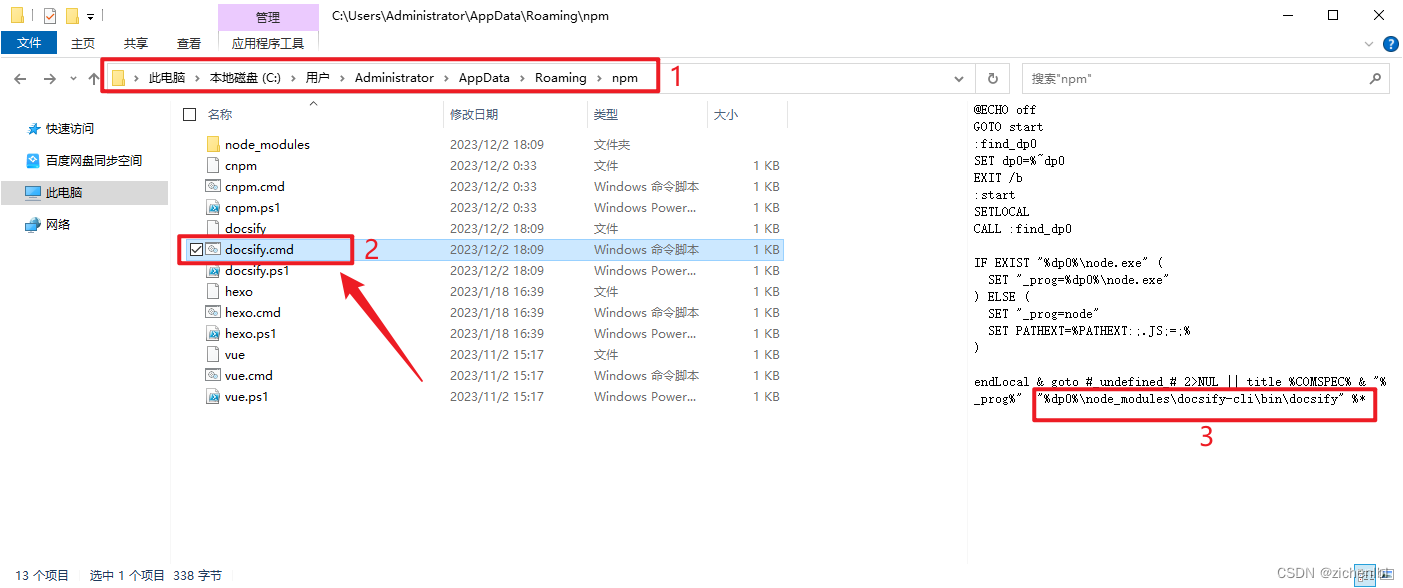 C:\Users\Administrator\AppData\Roaming\npm
管理
文件 主页 共享 查看 应用程序工具
此电脑 › 本地磁盘 (C:) › 用户 › Administrator › AppData › Roaming › npm
1
搜索"npm"
快速访问
百度网盘同步空间
此电脑
网络
名称 修改日期 类型 大小
node_modules 2023/12/2 18:09 文件夹
cnpm 2023/12/2 0:33 文件 1 KB
cnpm.cmd 2023/12/2 0:33 Windows 命令脚本 1 KB
cnpm.ps1 2023/12/2 0:33 Windows Power... 1 KB
docsify 2023/12/2 18:09 文件 1 KB
docsify.cmd 2023/12/2 18:09 Windows 命令脚本 1 KB
2
docsify.ps1 2023/12/2 18:09 Windows Power... 1 KB
hexo 2023/1/18 16:39 文件 1 KB
hexo.cmd 2023/1/18 16:39 Windows 命令脚本 1 KB
hexo.ps1 2023/1/18 16:39 Windows Power... 1 KB
vue 2023/11/2 15:17 文件 1 KB
vue.cmd 2023/11/2 15:17 Windows 命令脚本 1 KB
vue.ps1 2023/11/2 15:17 Windows Power... 1 KB
@ECHO off
GOTO start
:find_dp0
SET dp0=%~dp0
EXIT /b
:start
SETLOCAL
CALL :find_dp0
IF EXIST "%dp0%\node.exe" (
SET "_prog=%dp0%\node.exe"
) ELSE (
SET "_prog=node"
SET PATHEXT=%PATHEXT:;.JS;=;%
)
endLocal & goto #_undefined_# 2>NUL || title %COMSPEC% & "%
_prog%" "%dp0%\node_modules\docsify-cli\bin\docsify" %*
3
13 个项目 选中 1 个项目 338 字节
CSDN